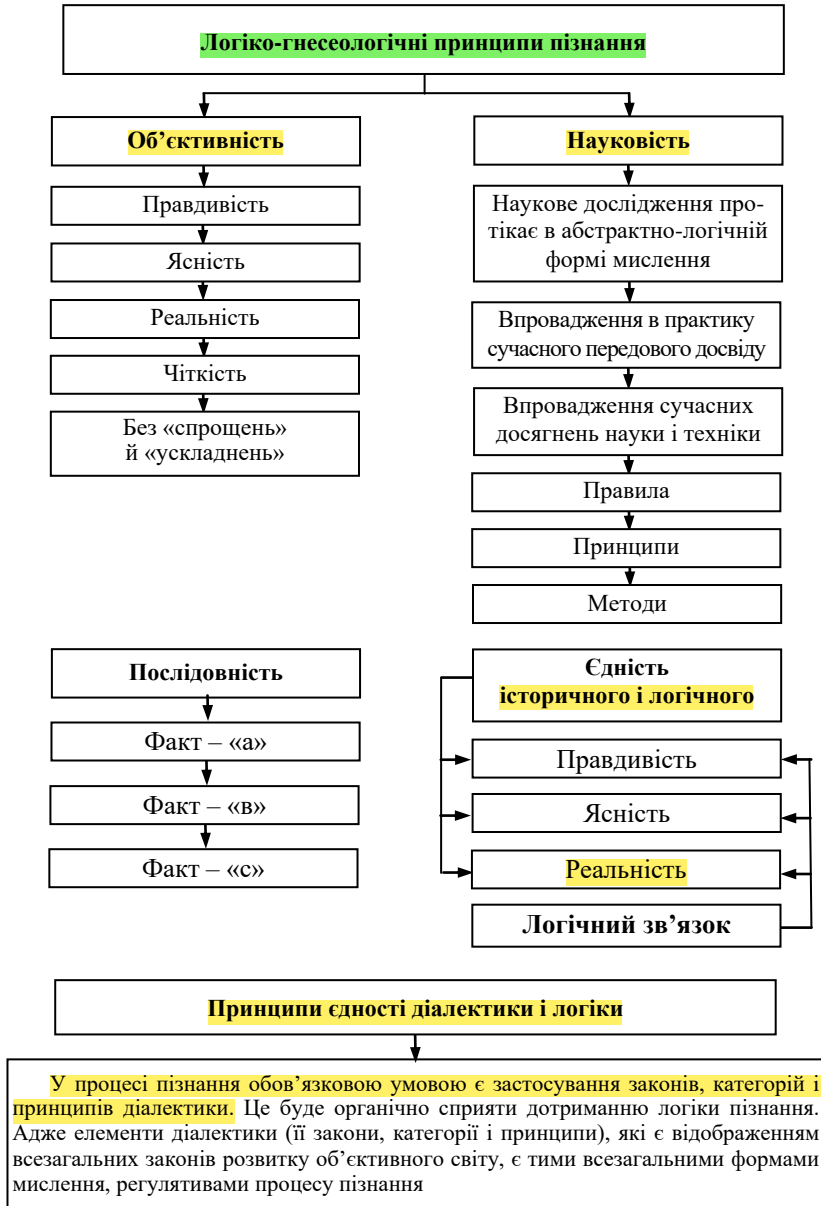 Логіко-гнесеологічні принципи пізнання
Об’єктивність
Правдивість
Ясність
Реальність
Чіткість
Без «спрощень»
й «ускладнень»
Науковість
Наукове дослідження про-
тікає в абстрактно-логічній
формі мислення
Впровадження в практику
сучасного передового досвіду
Впровадження сучасних
досягнень науки і техніки
Правила
Принципи
Методи
Послідовність
Факт – «а»
Факт – «в»
Факт – «с»
Єдність
історичного і логічного
Правдивість
Ясність
Реальність
Логічний зв’язок
Принципи єдності діалектики і логіки
У процесі пізнання обов’язковою умовою є застосування законів, категорій і
принципів діалектики. Це буде органічно сприяти дотриманню логіки пізнання.
Адже елементи діалектики (її закони, категорії і принципи), які є відображенням
всезагальних законів розвитку об’єктивного світу, є тими всезагальними формами
мислення, регулятивами процесу пізнання